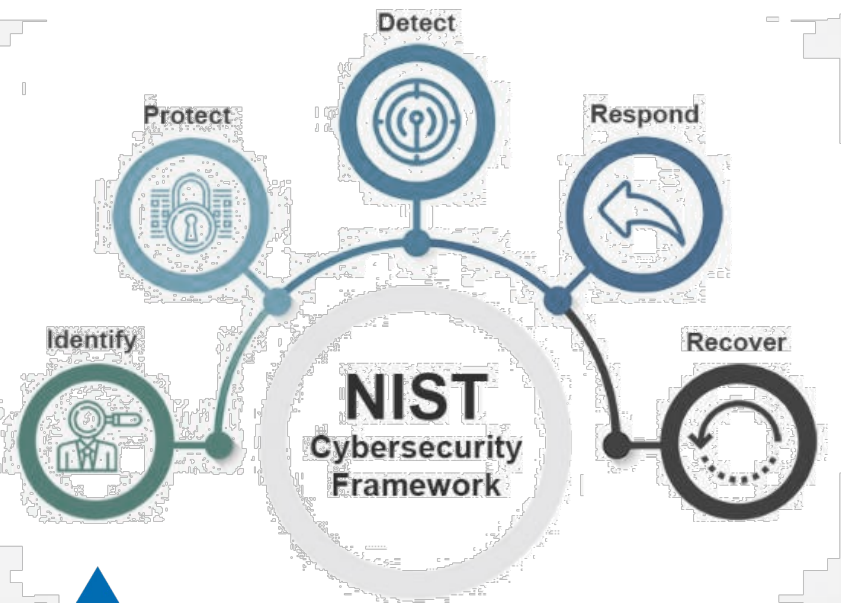 Detect
Protect
Respond
Identify
Recover
NIST
Cybersecurity
Framework